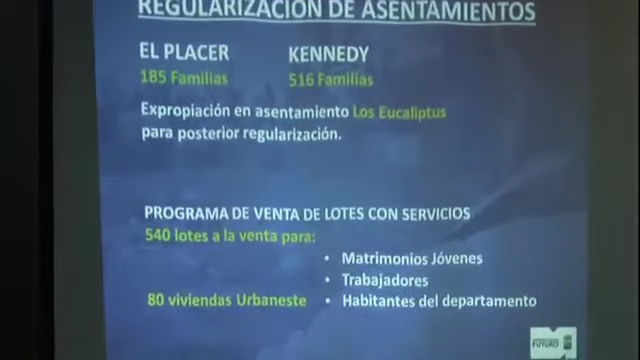 REGULARIZACIÓN DE ASENTAMIENTOS
EL PLACER KENNEDY
185 Familias 516 Familias
Expropiación en asentamiento Los Eucaliptus
para posterior regularización.
PROGRAMA DE VENTA DE LOTES CON SERVICIOS
540 lotes a la venta para:
• Matrimonios Jóvenes
• Trabajadores
80 viviendas Urbaneste • Habitantes del departamento
FUTURO